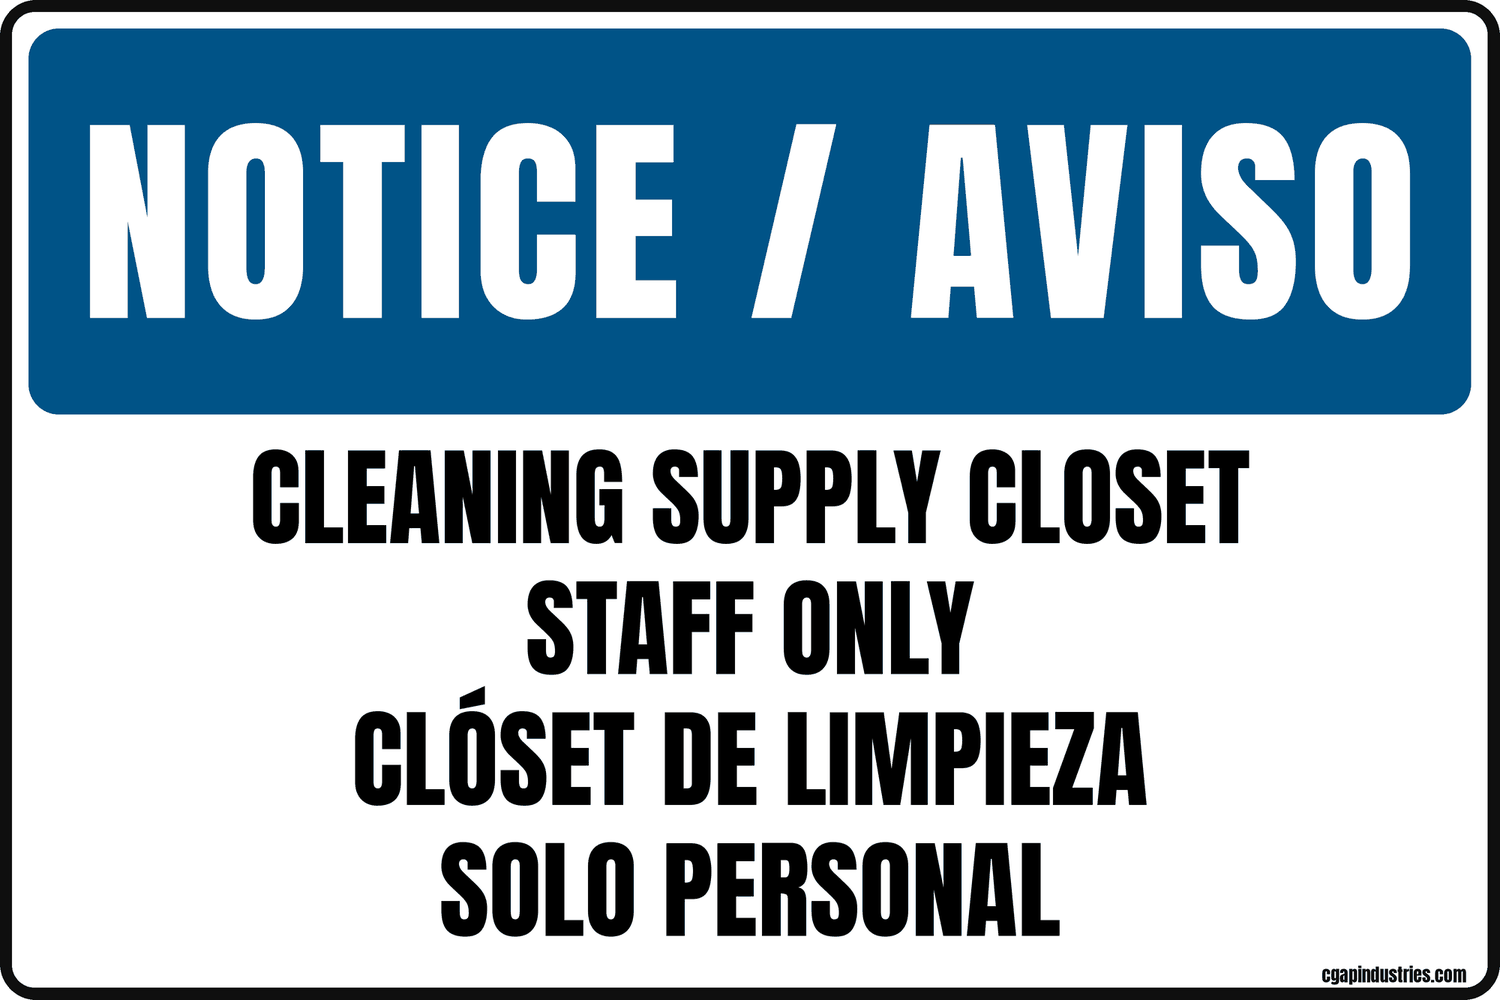 NOTICE / AVISO
CLEANING SUPPLY CLOSET
STAFF ONLY
CLÓSET DE LIMPIEZA
SOLO PERSONAL
cgapindustries.com